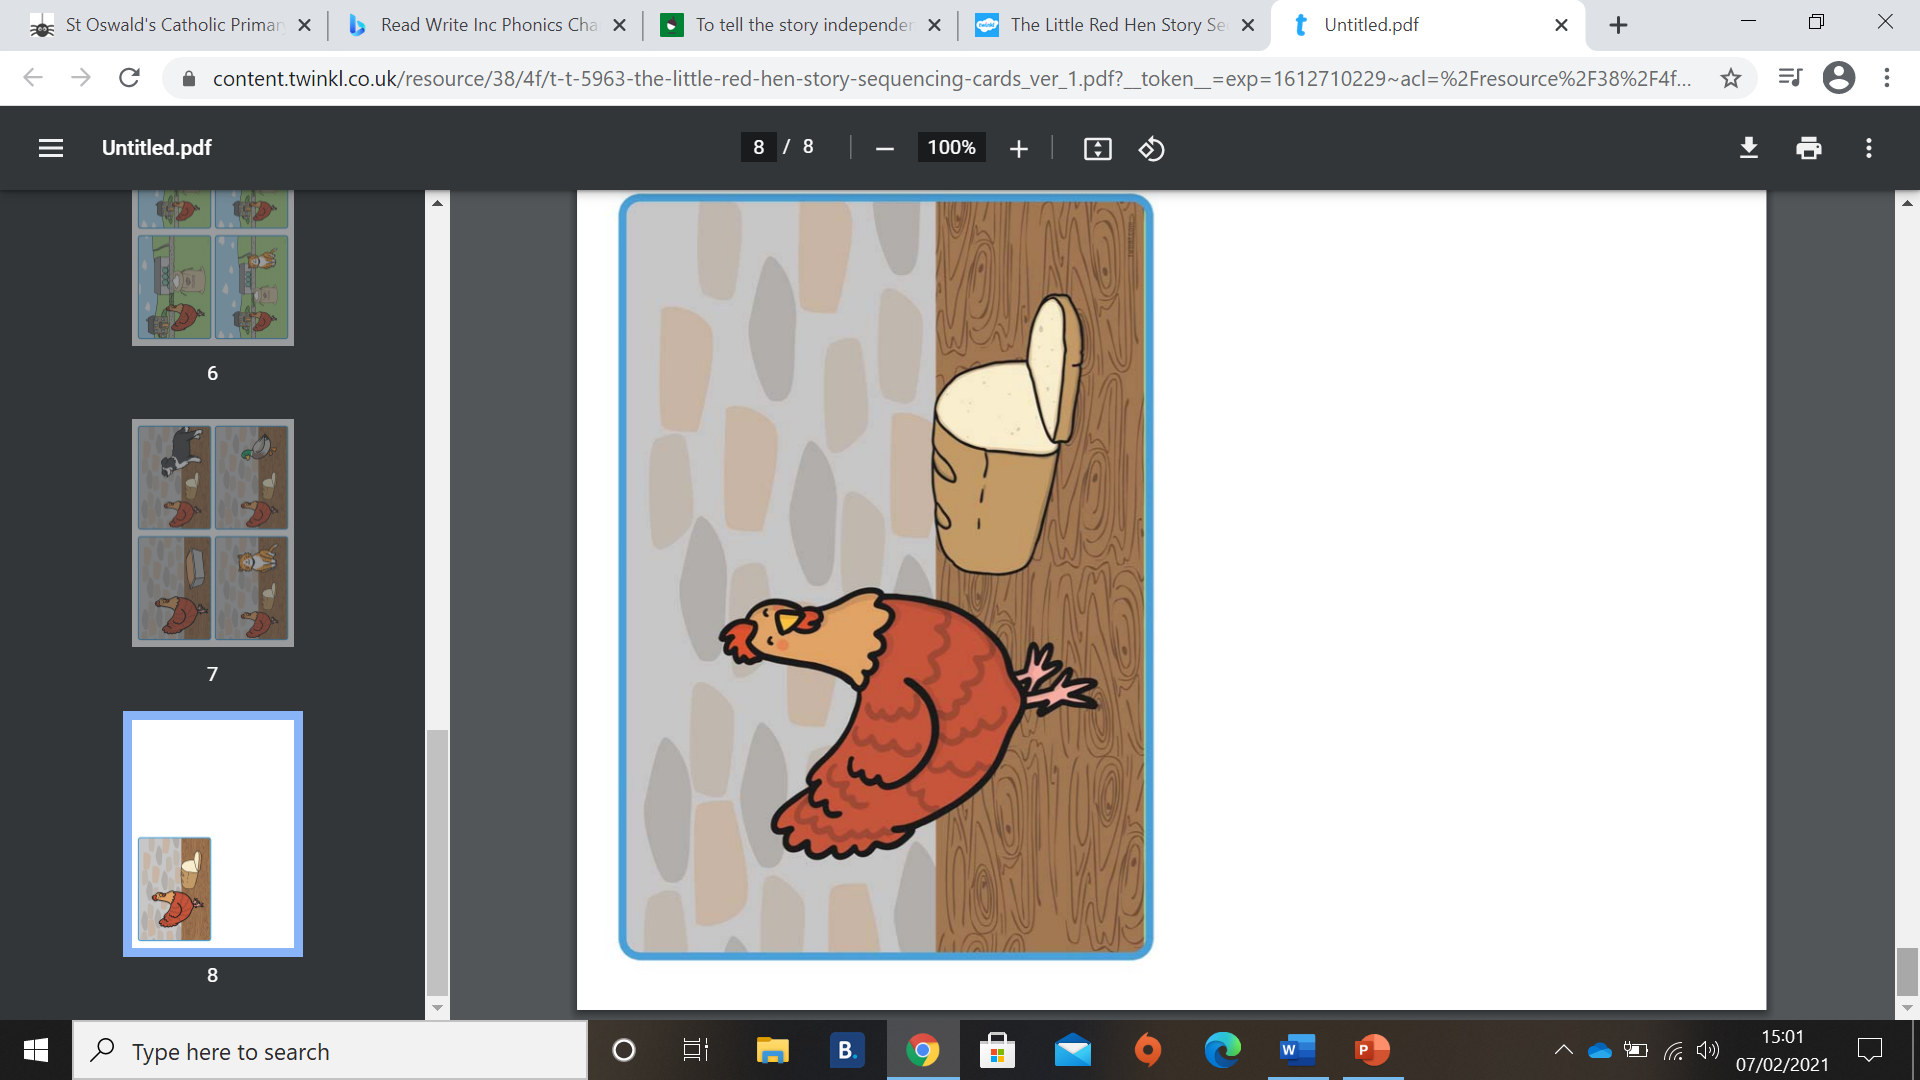 St Oswald's Catholic Primar
Read Write Inc Phonics Cha
To tell the story independen
The Little Red Hen Story Se
Untitled.pdf
content.twinkl.co.uk/resource/38/4f/t-t-5963-the-little-red-hen-story-sequencing-cards_ver_1.pdf?__token__=exp=1612710229~acl=%2Fresource%2F38%2F4f...
Untitled.pdf
8 / 8
100%
6
7
8
Type here to search
15:01
07/02/2021